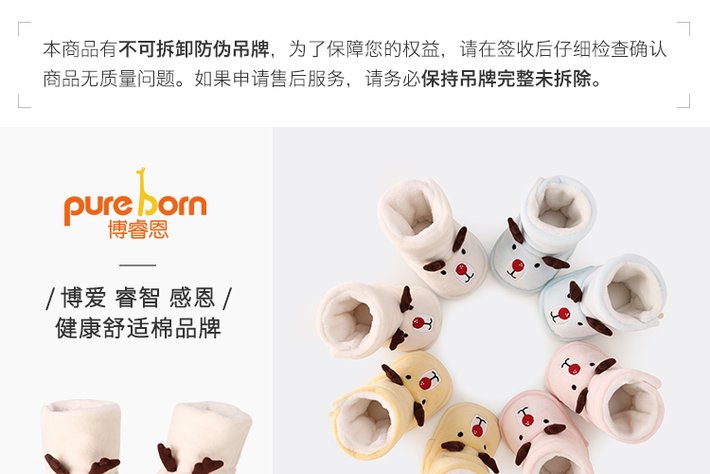 本商品有不可拆卸防伪吊牌，为了保障您的权益，请在签收后仔细检查确认
商品无质量问题。如果申请售后服务，请务必保持吊牌完整未拆除。
pureborn
博睿恩
/ 博爱 睿智 感恩 /
健康舒适棉品牌